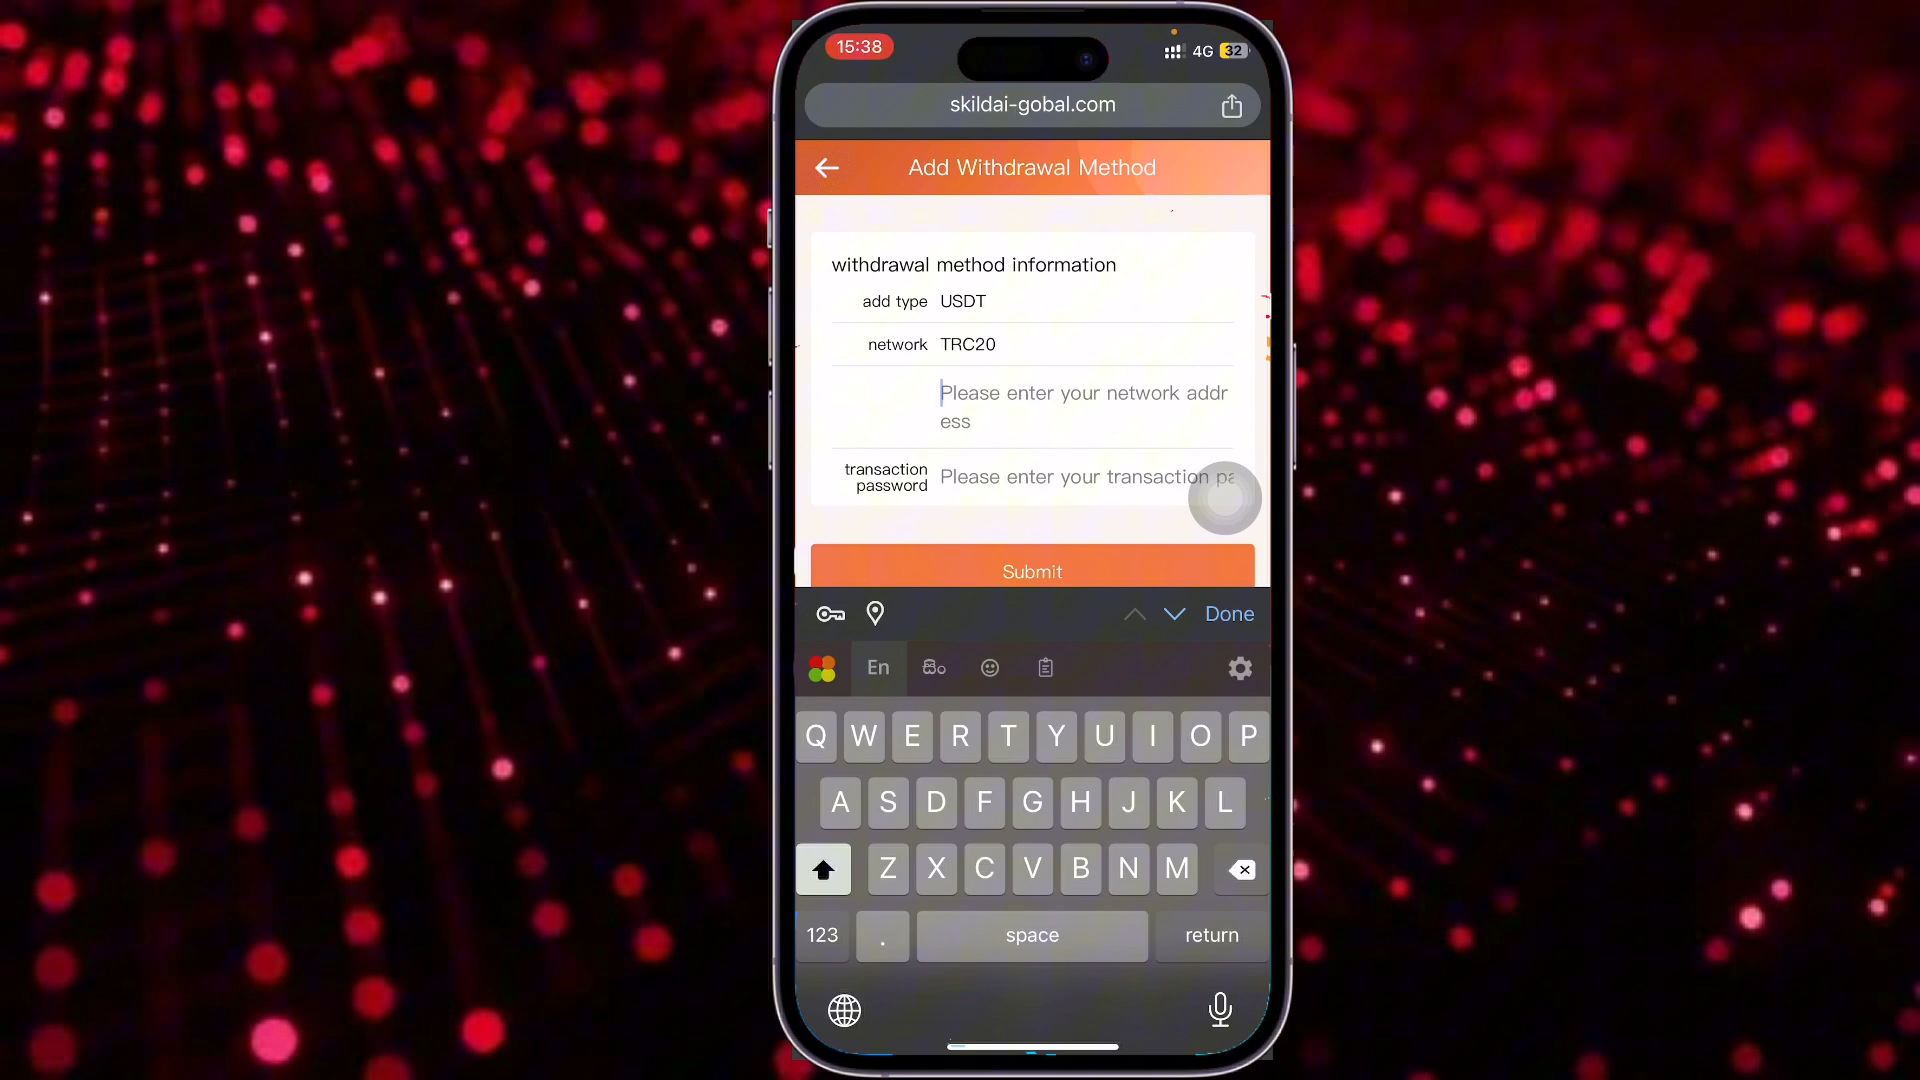 15:38
4G 32
skildai-gobal.com
Add Withdrawal Method
withdrawal method information
add type USDT
network TRC20
Please enter your network addr
ess
transaction
password
Please enter your transaction pa
Submit
Done
En
Q W E R T Y U I O P
A S D F G H J K L
Z X C V B N M
123 . space return